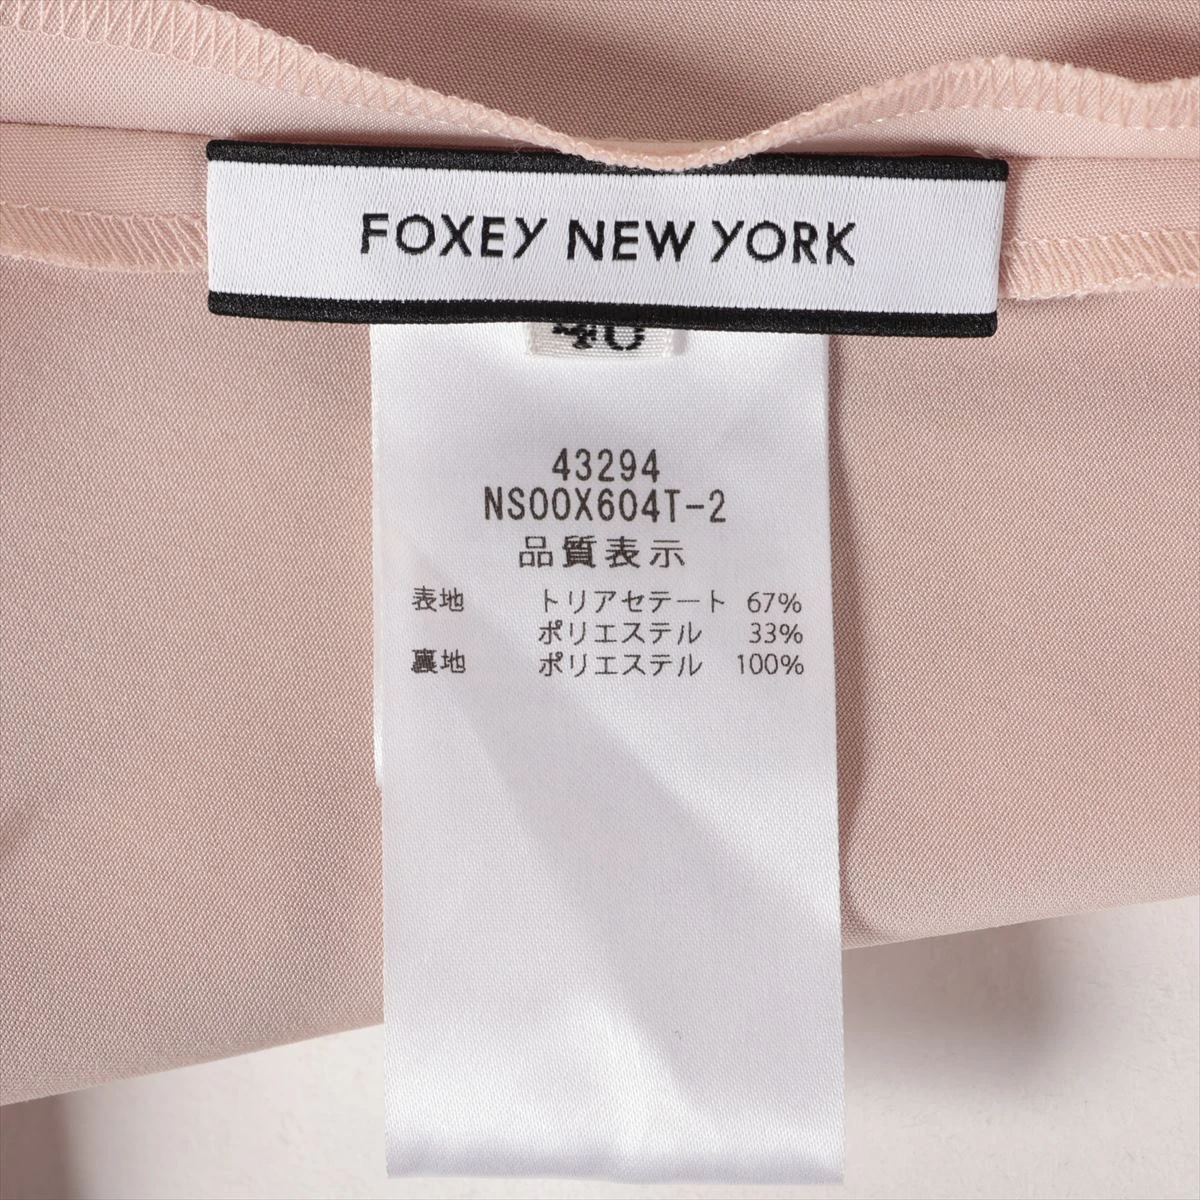 FOXEY NEW YORK
40
43294
NS00X604T-2
品質表示
表地 トリアセテート 67%
ポリエステル 33%
裏地 ポリエステル 100%